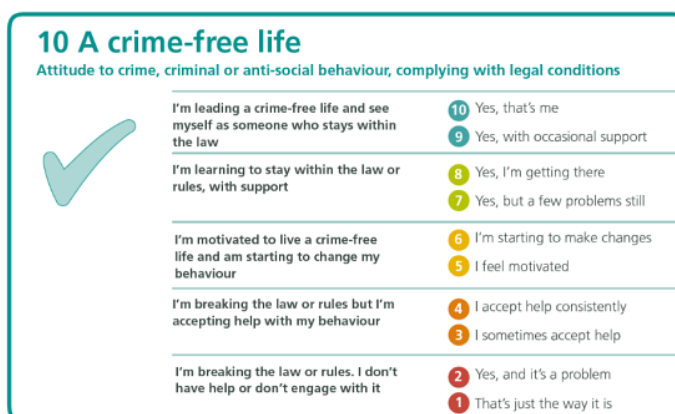 10 A crime-free life
Attitude to crime, criminal or anti-social behaviour, complying with legal conditions
I'm leading a crime-free life and see
myself as someone who stays within
the law
10 Yes, that's me
9 Yes, with occasional support
I'm learning to stay within the law or
rules, with support
8 Yes, I'm getting there
7 Yes, but a few problems still
I'm motivated to live a crime-free
life and am starting to change my
behaviour
6 I'm starting to make changes
5 I feel motivated
I'm breaking the law or rules but I'm
accepting help with my behaviour
4 I accept help consistently
3 I sometimes accept help
I'm breaking the law or rules. I don't
have help or don't engage with it
2 Yes, and it's a problem
1 That's just the way it is